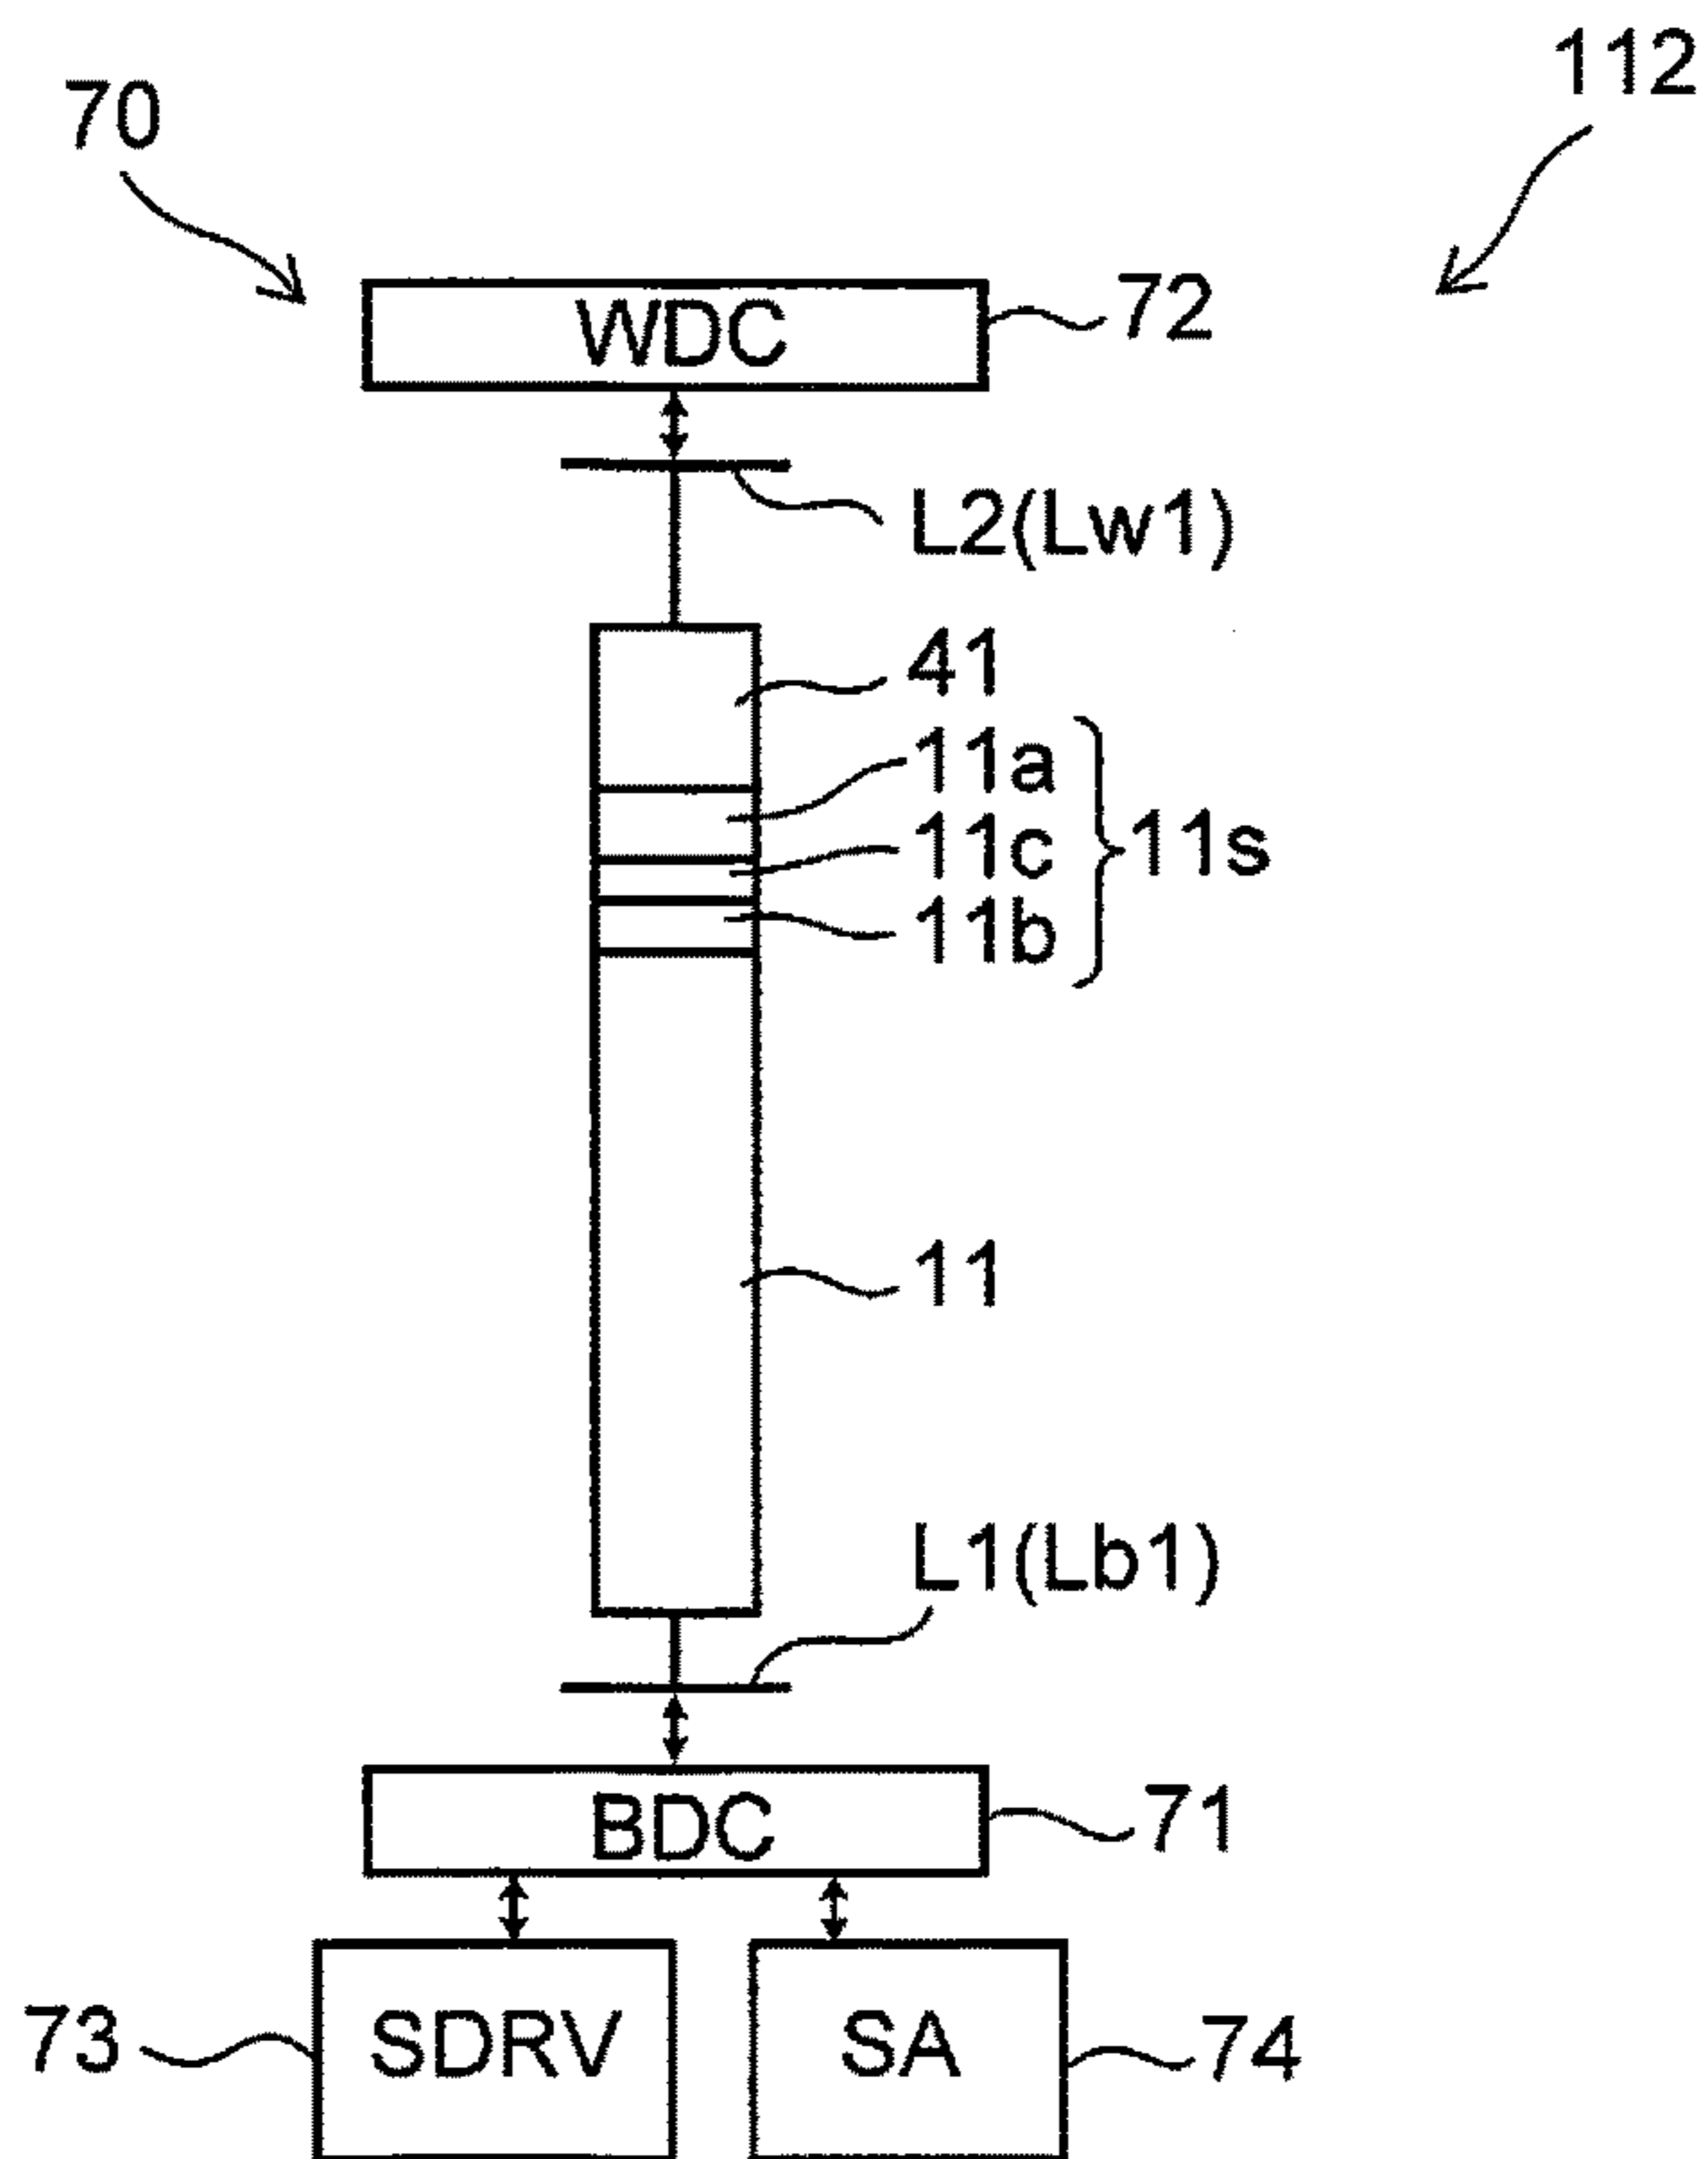 112
70
WDC
72
L2(Lw1)
41
11a
11c
11s
11b
11
L1(Lb1)
BDC
71
73
SDRV
SA
74